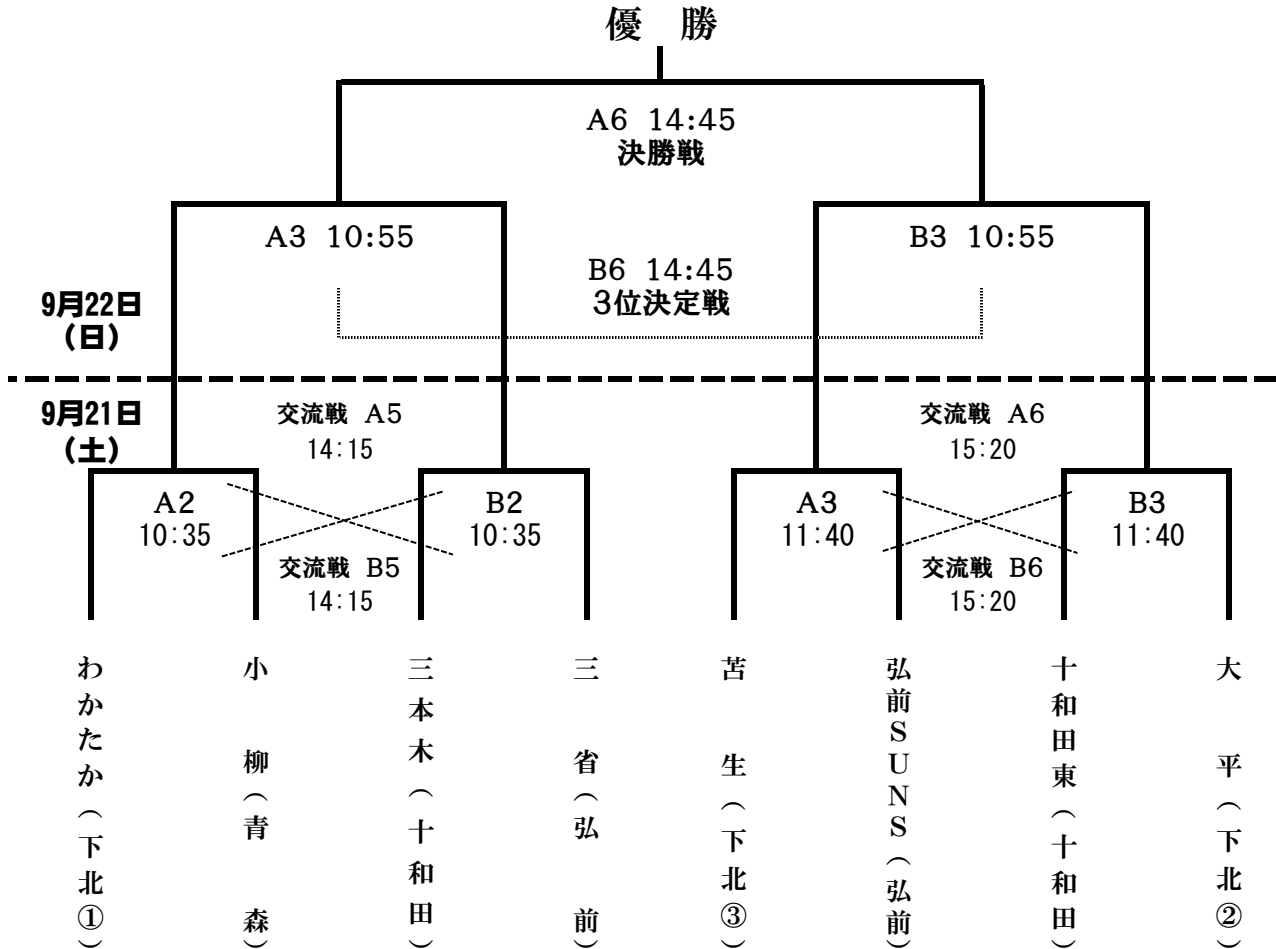 優 勝
A6 14:45
決勝戦
A3 10:55
B3 10:55
B6 14:45
3位決定戦
9月22日
(日)
9月21日
(土)
交流戦 A5
14:15
交流戦 A6
15:20
A2
10:35
B2
10:35
A3
11:40
B3
11:40
交流戦 B5
14:15
交流戦 B6
15:20
わかたか(下北①)
小柳(青森)
三本木(十和田)
三省(弘前)
苫生(下北③)
弘前SUNS(弘前)
十和田東(十和田)
大平(下北②)